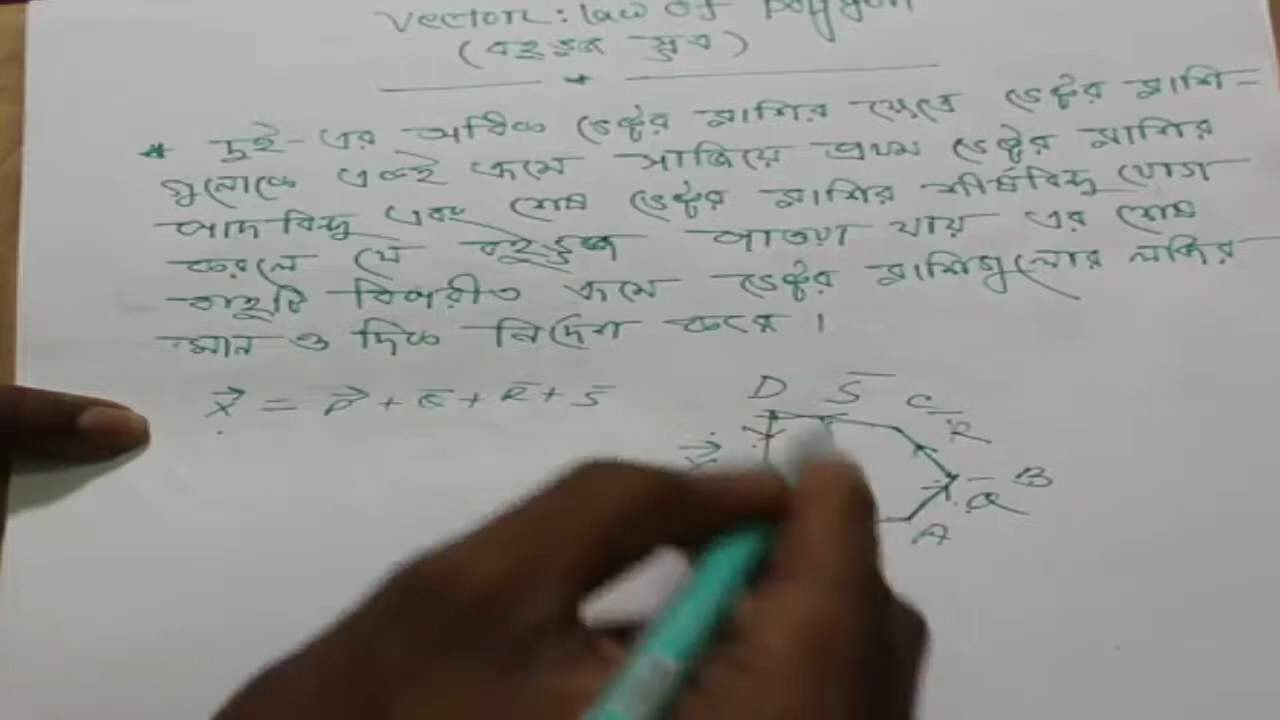 Vector: law of Polygon
(বহুভুজ সূত্র)
* দুই-এর অধিক ভেক্টর রাশির ক্ষেত্রে ভেক্টর রাশি-
গুলোকে একই ক্রমে সাজিয়ে প্রথম ভেক্টর রাশির
পাদবিন্দু এবং শেষ ভেক্টর রাশির শীর্ষবিন্দু যোগ
করলে যে বহুভুজ পাওয়া যায় এর শেষ
বাহুটি বিপরীত ক্রমে ভেক্টর রাশিগুলোর লব্ধির
মান ও দিক নির্দেশ করে।
D S̅ C
X⃗ = P⃗ + Q̅ + R̅ + S̅
R̅
B
Q̅
A